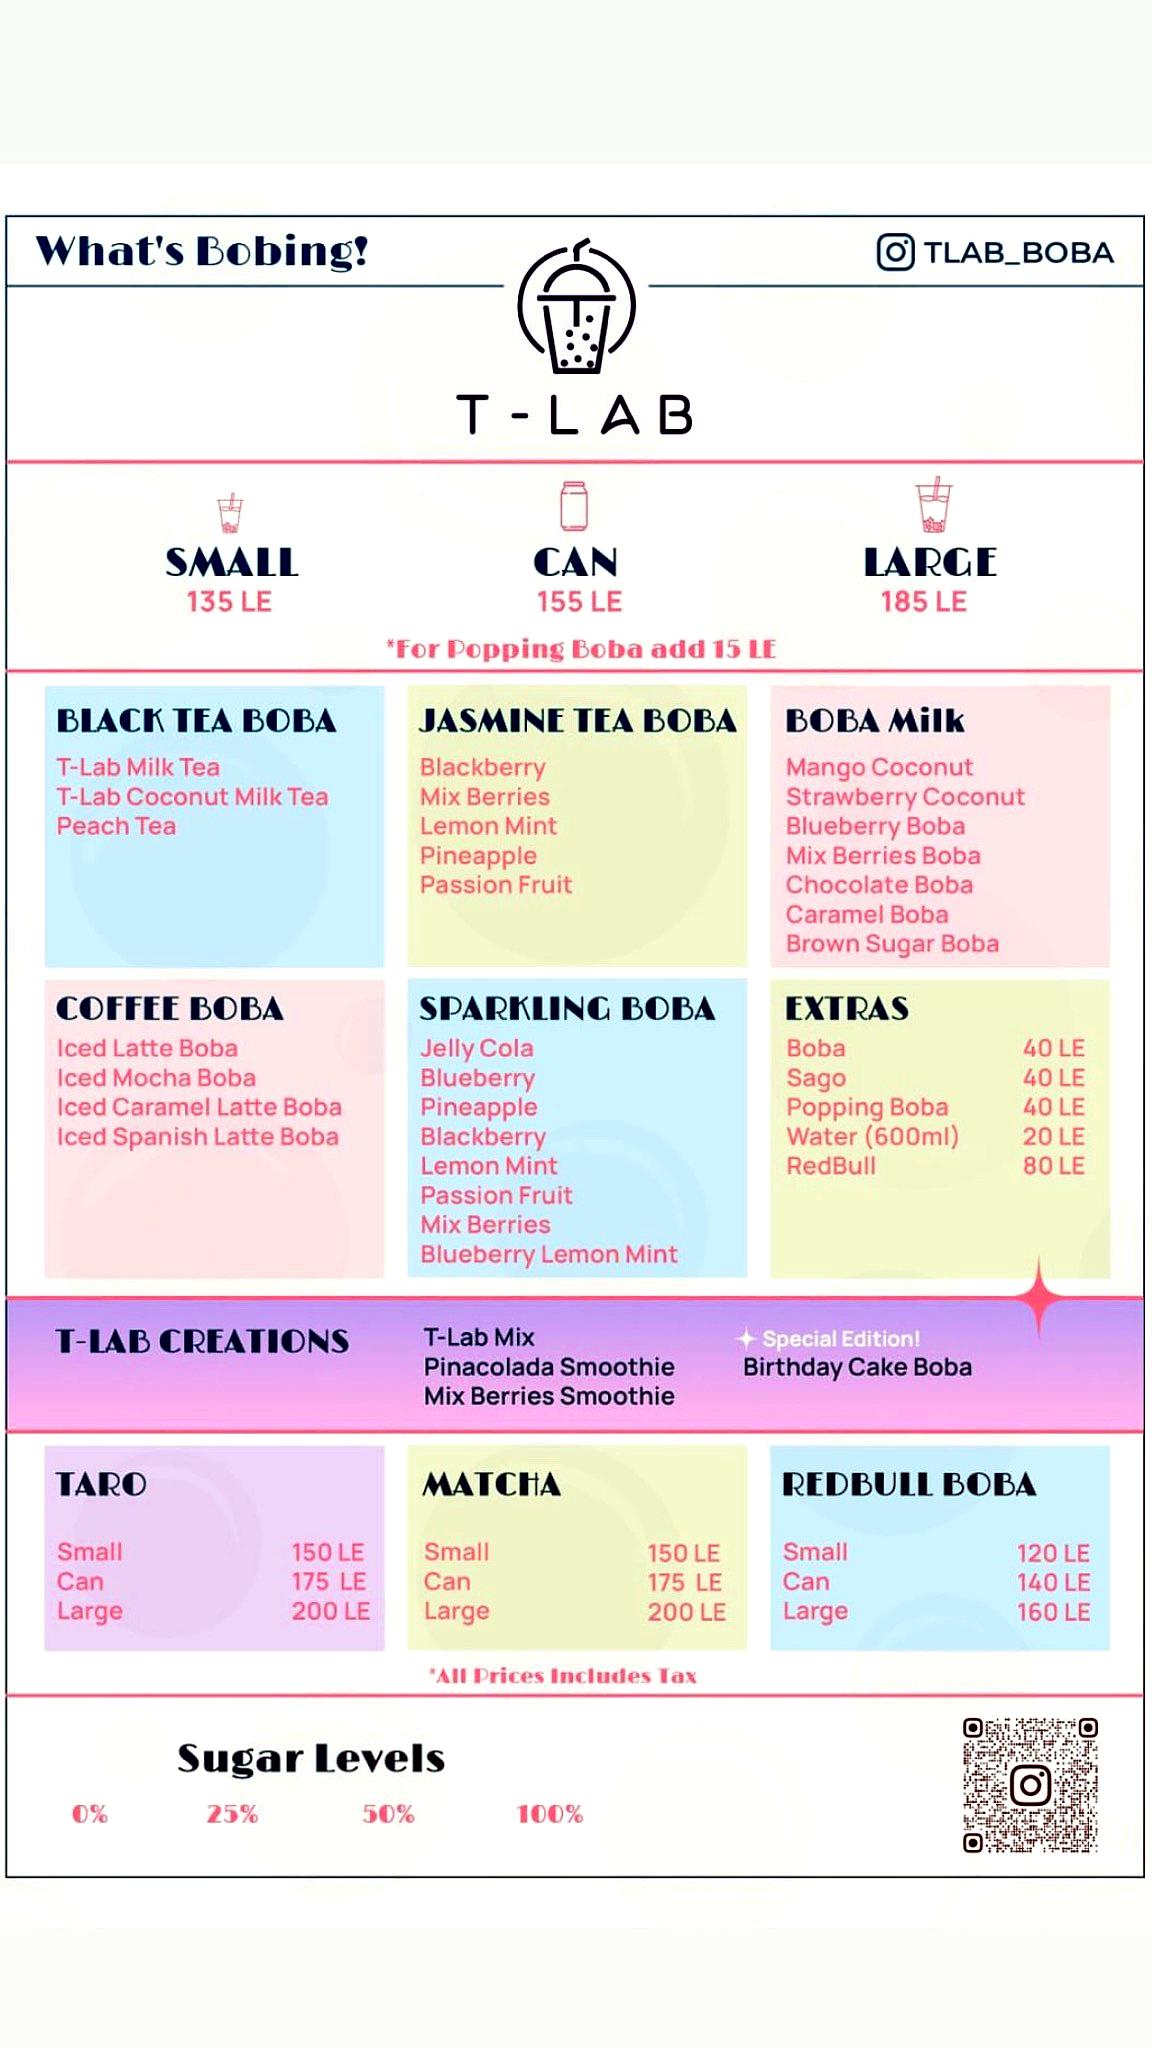 What's Bobing!
TLAB_BOBA
T-LAB
SMALL
135 LE
CAN
155 LE
LARGE
185 LE
*For Popping Boba add 15 LE
BLACK TEA BOBA
T-Lab Milk Tea
T-Lab Coconut Milk Tea
Peach Tea
JASMINE TEA BOBA
Blackberry
Mix Berries
Lemon Mint
Pineapple
Passion Fruit
BOBA Milk
Mango Coconut
Strawberry Coconut
Blueberry Boba
Mix Berries Boba
Chocolate Boba
Caramel Boba
Brown Sugar Boba
COFFEE BOBA
Iced Latte Boba
Iced Mocha Boba
Iced Caramel Latte Boba
Iced Spanish Latte Boba
SPARKLING BOBA
Jelly Cola
Blueberry
Pineapple
Blackberry
Lemon Mint
Passion Fruit
Mix Berries
Blueberry Lemon Mint
EXTRAS
Boba 40 LE
Sago 40 LE
Popping Boba 40 LE
Water (600ml) 20 LE
RedBull 80 LE
T-LAB CREATIONS
T-Lab Mix
Pinacolada Smoothie
Mix Berries Smoothie
Special Edition!
Birthday Cake Boba
TARO
Small 150 LE
Can 175 LE
Large 200 LE
MATCHA
Small 150 LE
Can 175 LE
Large 200 LE
REDBULL BOBA
Small 120 LE
Can 140 LE
Large 160 LE
*All Prices Includes Tax
Sugar Levels
0% 25% 50% 100%